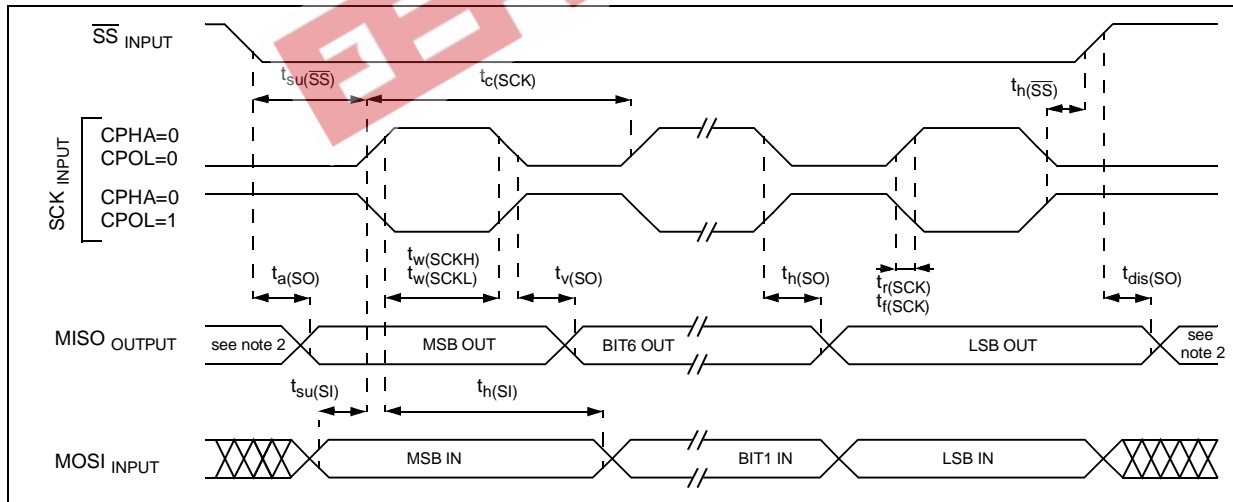 SS INPUT
tsu(SS)
tc(SCK)
th(SS)
SCK INPUT
CPHA=0
CPOL=0
CPHA=0
CPOL=1
ta(SO)
tw(SCKH)
tw(SCKL)
tv(SO)
th(SO)
tr(SCK)
tf(SCK)
tdis(SO)
MISO OUTPUT
see note 2
MSB OUT
BIT6 OUT
LSB OUT
see
note 2
tsu(SI)
th(SI)
MOSI INPUT
MSB IN
BIT1 IN
LSB IN